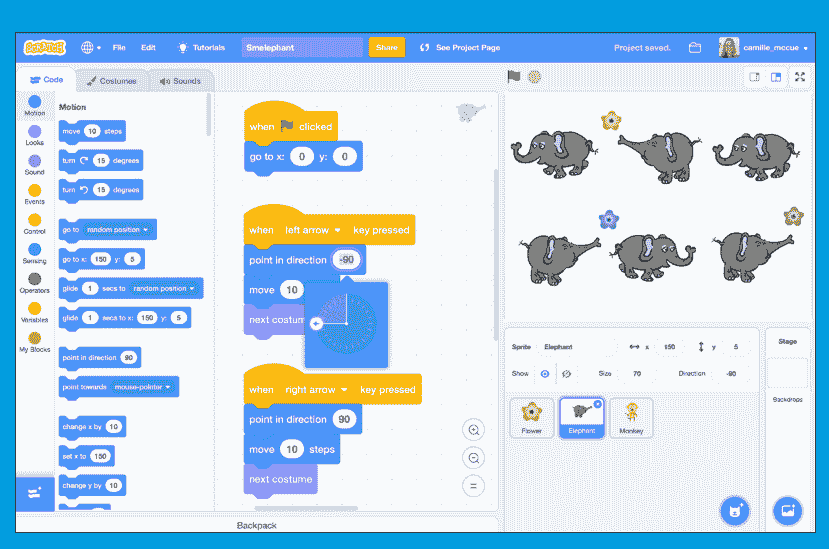 SCRATCH File Edit Tutorials Smelephant Share See Project Page Project saved. camille_mccue
Code Costumes Sounds
Motion
Looks
Sound
Events
Control
Sensing
Operators
Variables
My Blocks
Motion
move 10 steps
turn 15 degrees
turn 15 degrees
go to random position
go to x: 150 y: 5
glide 1 secs to random position
glide 1 secs to x: 150 y: 5
point in direction 90
point towards mouse-pointer
change x by 10
set x to 150
change y by 10
when clicked
go to x: 0 y: 0
when left arrow key pressed
point in direction -90
move 10
next costum
when right arrow key pressed
point in direction 90
move 10 steps
next costume
Backpack
Sprite Elephant x 150 y 5
Show Size 70 Direction -90
Flower Elephant Monkey
Stage
Backdrops